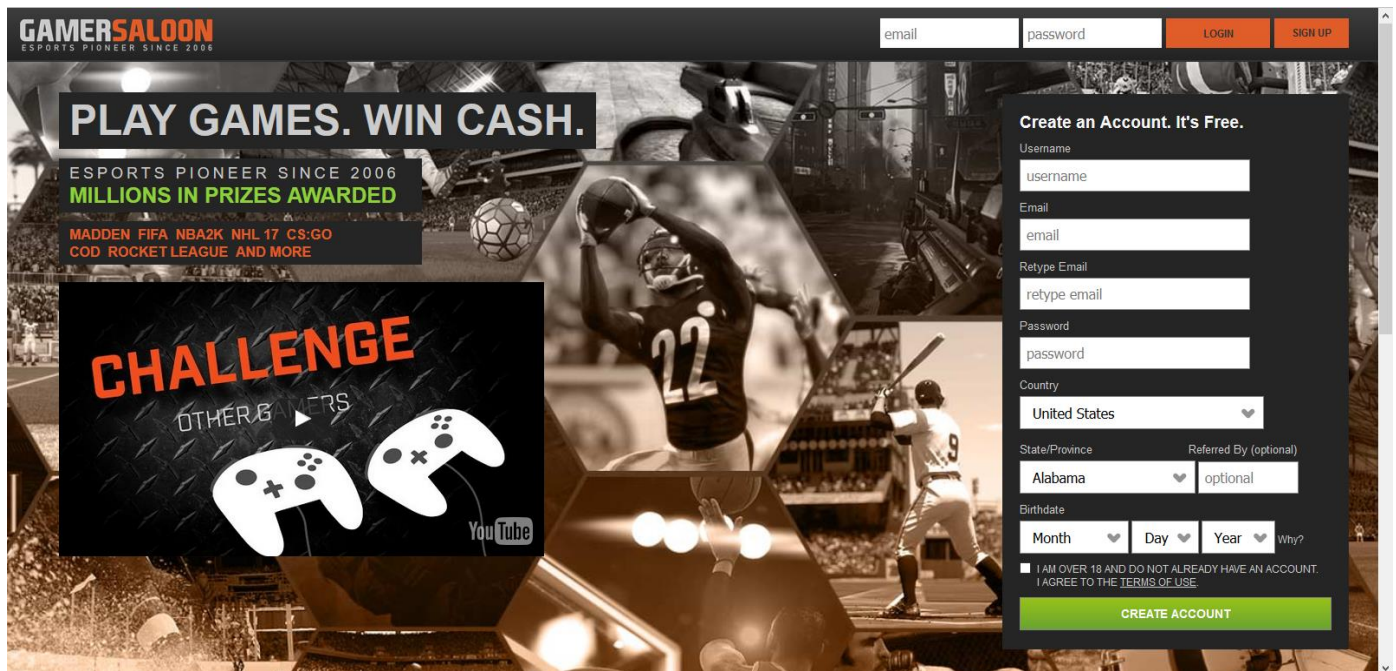 GAMERSALOON
ESPORTS PIONEER SINCE 2006
email
password
LOGIN
SIGN UP
PLAY GAMES. WIN CASH.
ESPORTS PIONEER SINCE 2006
MILLIONS IN PRIZES AWARDED
MADDEN FIFA NBA2K NHL 17 CS:GO
COD ROCKET LEAGUE AND MORE
CHALLENGE
OTHER GAMERS
YouTube
22
9
Create an Account. It's Free.
Username
username
Email
email
Retype Email
retype email
Password
password
Country
United States
State/Province
Referred By (optional)
Alabama
optional
Birthdate
Month
Day
Year
Why?
I AM OVER 18 AND DO NOT ALREADY HAVE AN ACCOUNT.
I AGREE TO THE TERMS OF USE.
CREATE ACCOUNT